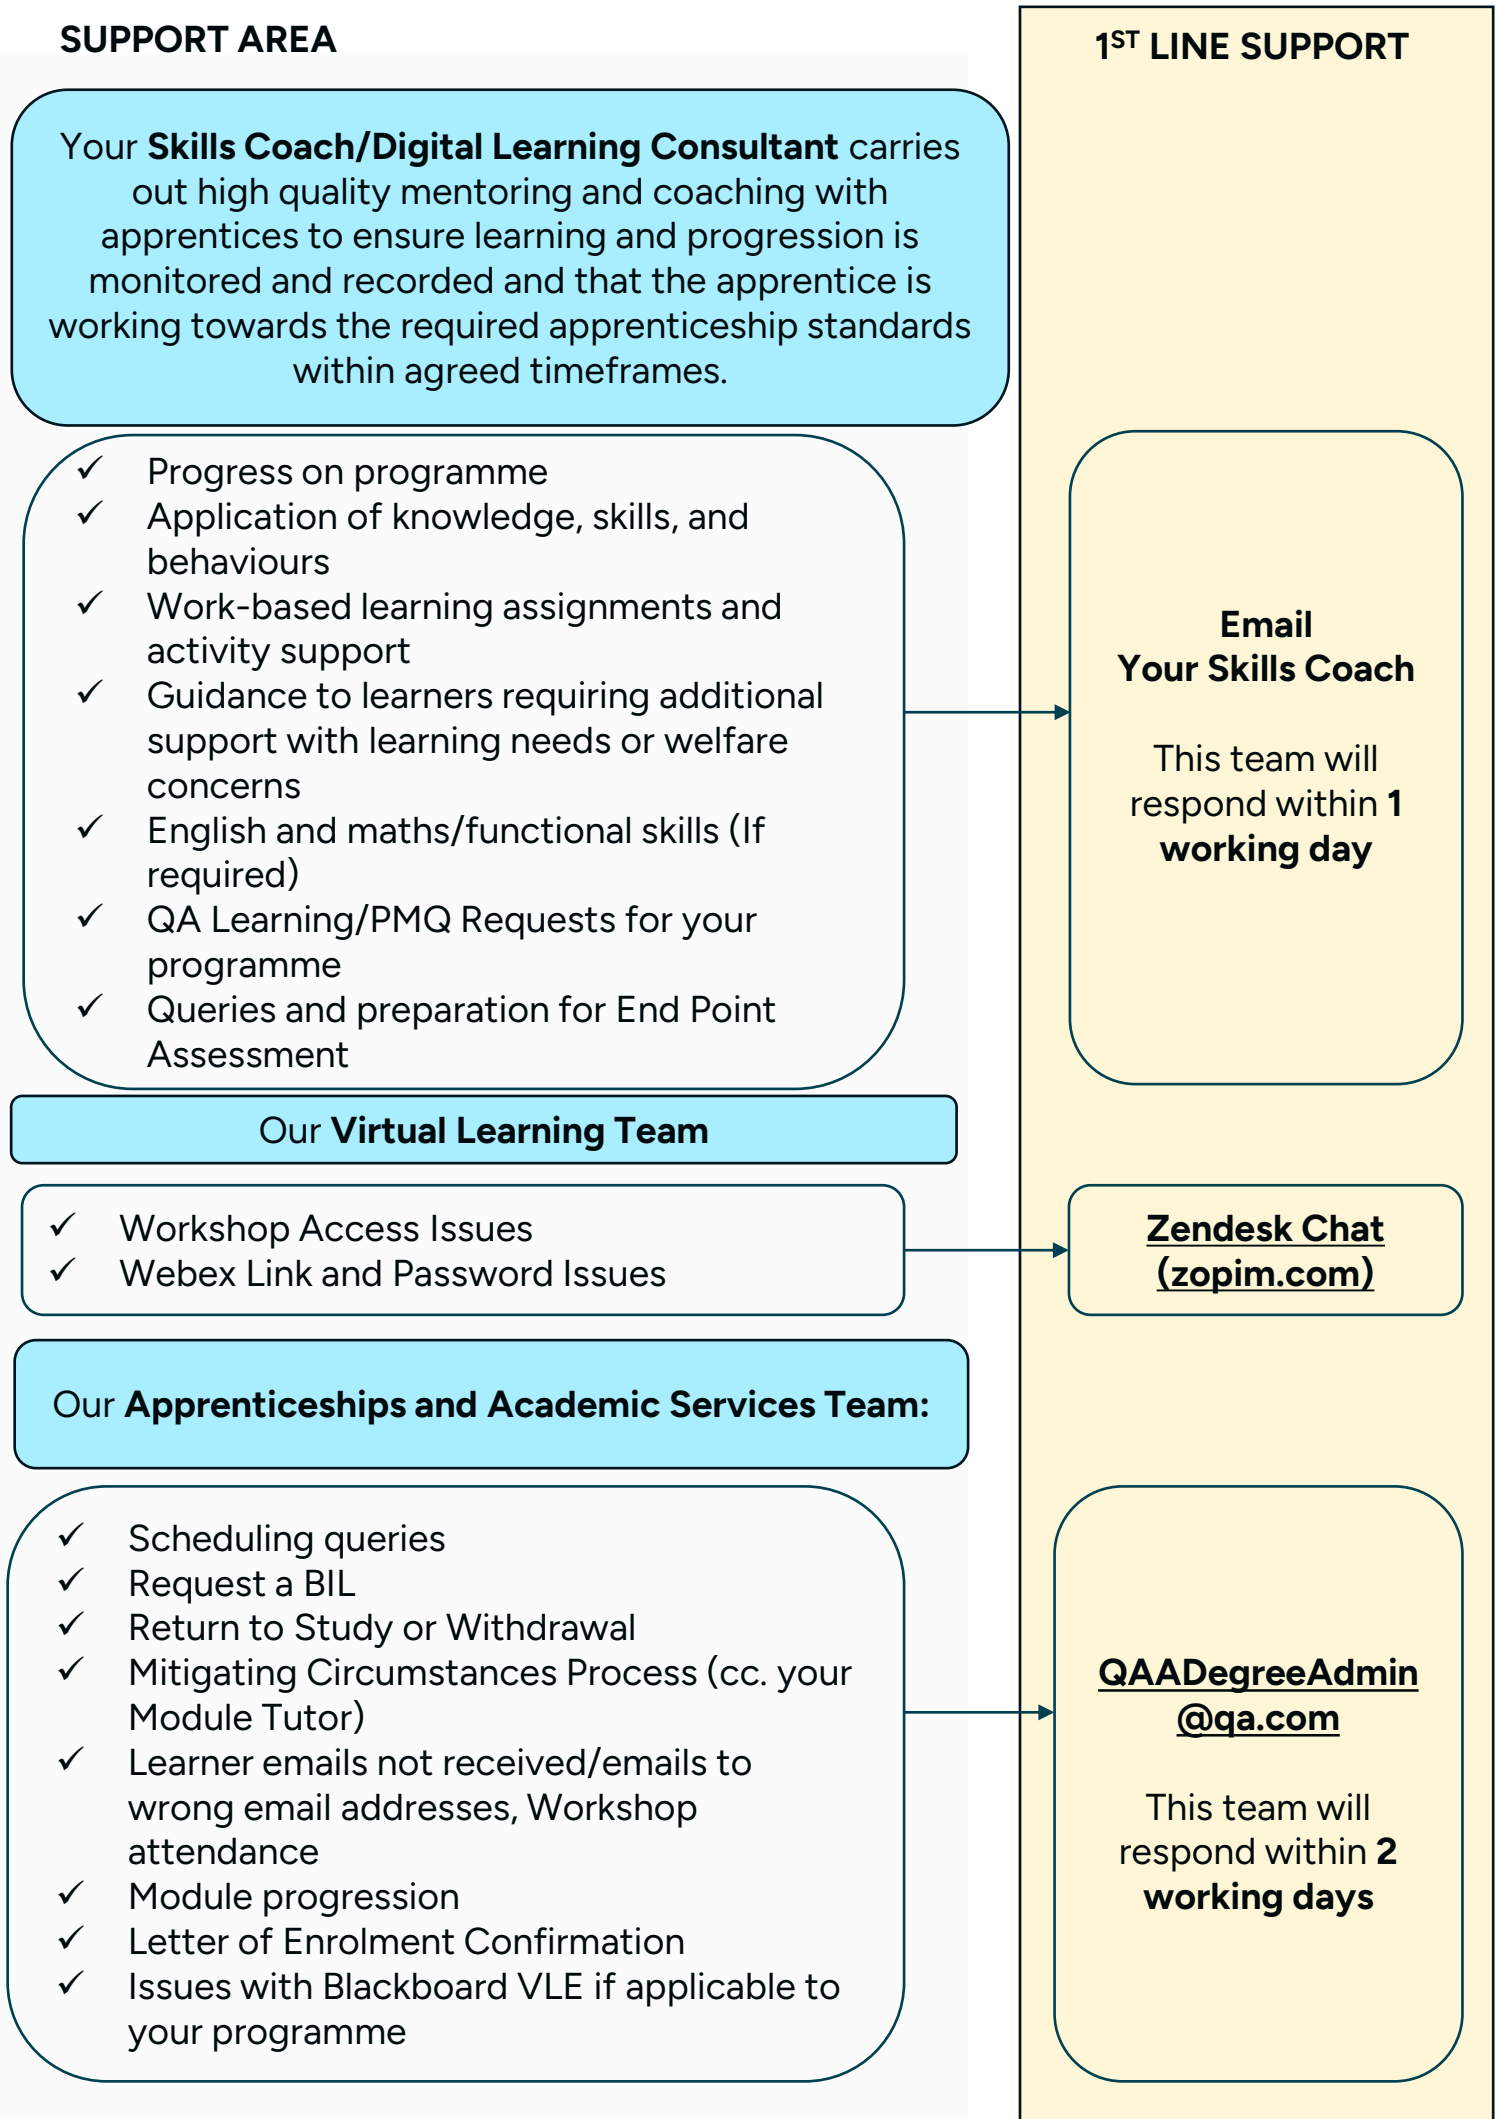 SUPPORT AREA
1ST LINE SUPPORT
Your Skills Coach/Digital Learning Consultant carries
out high quality mentoring and coaching with
apprentices to ensure learning and progression is
monitored and recorded and that the apprentice is
working towards the required apprenticeship standards
within agreed timeframes.
✓ Progress on programme
✓ Application of knowledge, skills, and
behaviours
✓ Work-based learning assignments and
activity support
✓ Guidance to learners requiring additional
support with learning needs or welfare
concerns
✓ English and maths/functional skills (If
required)
✓ QA Learning/PMQ Requests for your
programme
✓ Queries and preparation for End Point
Assessment
Email
Your Skills Coach
This team will
respond within 1
working day
Our Virtual Learning Team
✓ Workshop Access Issues
✓ Webex Link and Password Issues
Zendesk Chat
(zopim.com)
Our Apprenticeships and Academic Services Team:
✓ Scheduling queries
✓ Request a BIL
✓ Return to Study or Withdrawal
✓ Mitigating Circumstances Process (cc. your
Module Tutor)
✓ Learner emails not received/emails to
wrong email addresses, Workshop
attendance
✓ Module progression
✓ Letter of Enrolment Confirmation
✓ Issues with Blackboard VLE if applicable to
your programme
QAADegreeAdmin
@qa.com
This team will
respond within 2
working days